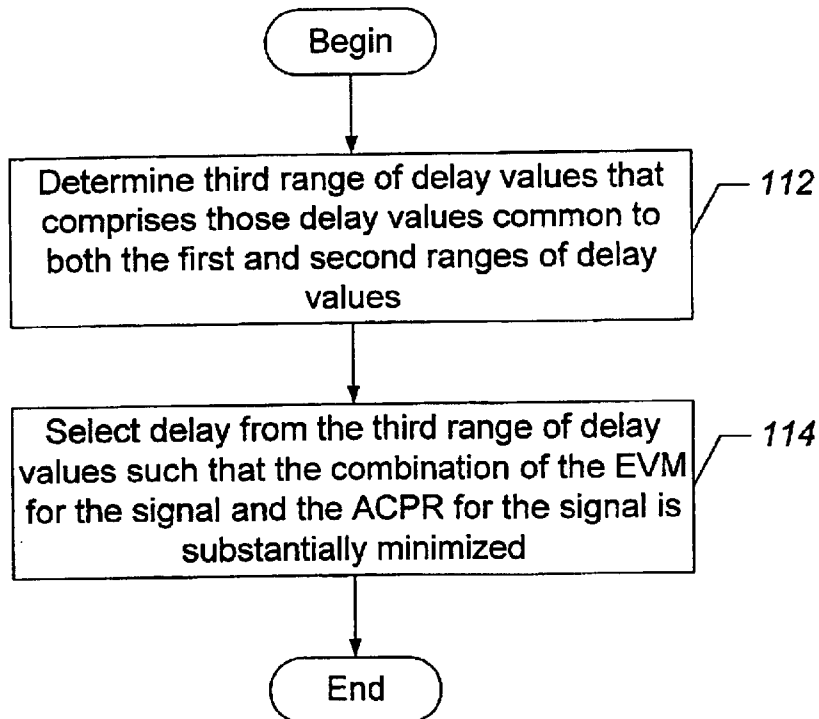 Begin
Determine third range of delay values that
comprises those delay values common to
both the first and second ranges of delay
values
112
Select delay from the third range of delay
values such that the combination of the EVM
for the signal and the ACPR for the signal is
substantially minimized
114
End